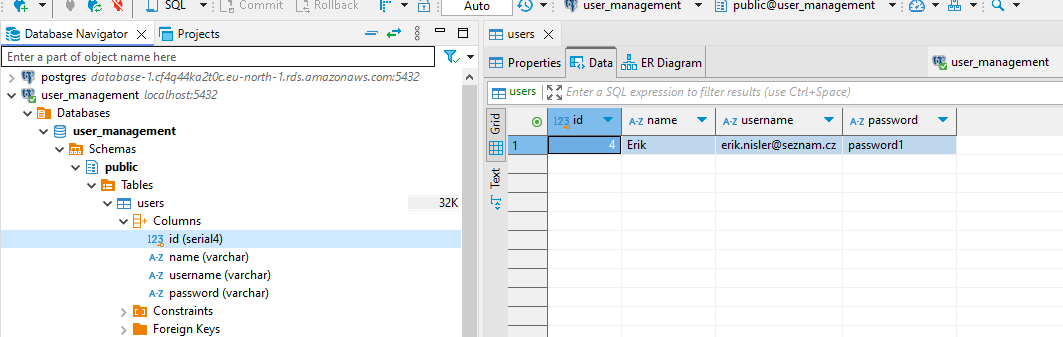 SQL Commit Rollback Auto user_management public@user_management
Database Navigator Projects
Enter a part of object name here
postgres database-1.cf4q44ka2t0c.eu-north-1.rds.amazonaws.com:5432
user_management localhost:5432
Databases
user_management
Schemas
public
Tables
users 32K
Columns
123 id (serial4)
A-Z name (varchar)
A-Z username (varchar)
A-Z password (varchar)
Constraints
Foreign Keys
users
Properties Data ER Diagram user_management
users Enter a SQL expression to filter results (use Ctrl+Space)
Grid
Text
123 id A-Z name A-Z username A-Z password
1 4 Erik erik.nisler@seznam.cz password1